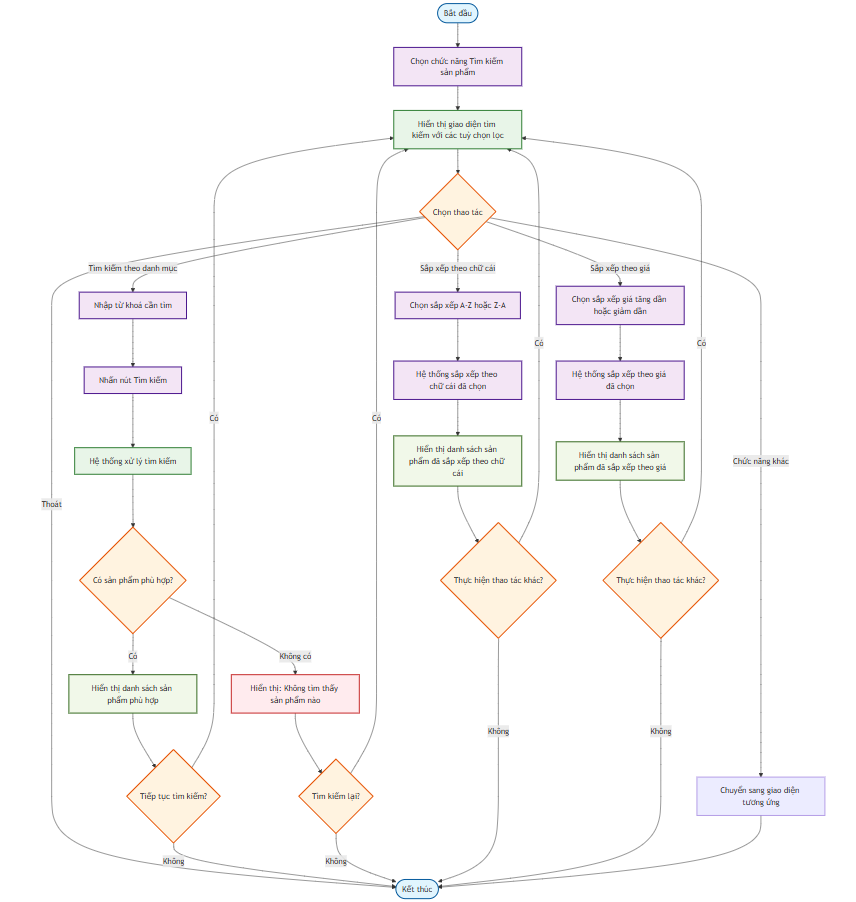 Bắt đầu
Chọn chức năng Tìm kiếm
sản phẩm
Hiển thị giao diện tìm
kiếm với các tuỳ chọn lọc
Chọn thao tác
Tìm kiếm theo danh mục
Sắp xếp theo chữ cái
Sắp xếp theo giá
Nhập từ khoá cần tìm
Chọn sắp xếp A-Z hoặc Z-A
Chọn sắp xếp giá tăng dần
hoặc giảm dần
Có
Có
Nhấn nút Tìm kiếm
Hệ thống sắp xếp theo
chữ cái đã chọn
Hệ thống sắp xếp theo giá
đã chọn
Có
Có
Hệ thống xử lý tìm kiếm
Hiển thị danh sách sản
phẩm đã sắp xếp theo chữ
cái
Hiển thị danh sách sản
phẩm đã sắp xếp theo giá
Chức năng khác
Thoát
Có sản phẩm phù hợp?
Thực hiện thao tác khác?
Thực hiện thao tác khác?
Có
Không có
Hiển thị danh sách sản
phẩm phù hợp
Hiển thị: Không tìm thấy
sản phẩm nào
Không
Không
Tiếp tục tìm kiếm?
Tìm kiếm lại?
Chuyển sang giao diện
tương ứng
Không
Không
Kết thúc